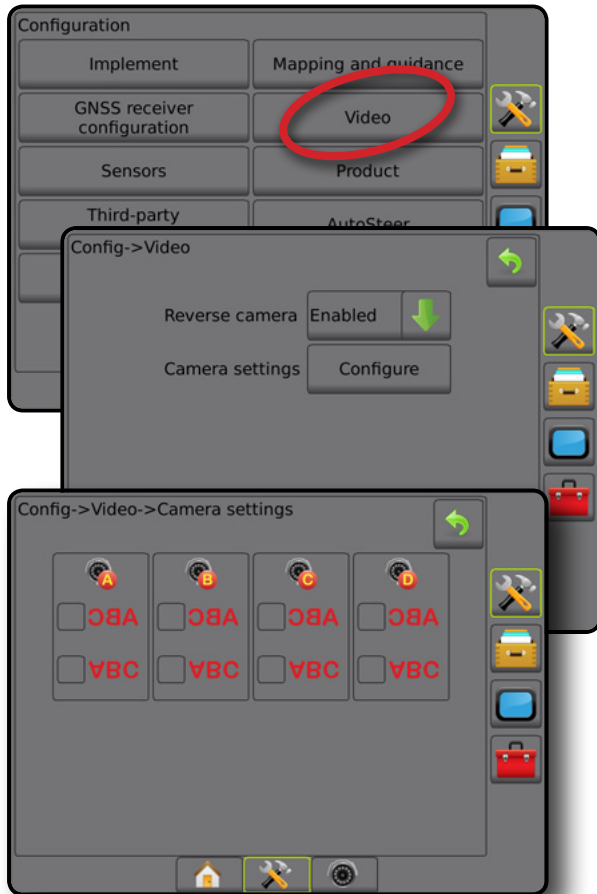 Configuration
Implement
Mapping and guidance
GNSS receiver
configuration
Video
Sensors
Product
Third-party
AutoSteer
Config->Video
Reverse camera
Enabled
Camera settings
Configure
Config->Video->Camera settings
A B C D
ABC ABC ABC ABC
ABC ABC ABC ABC